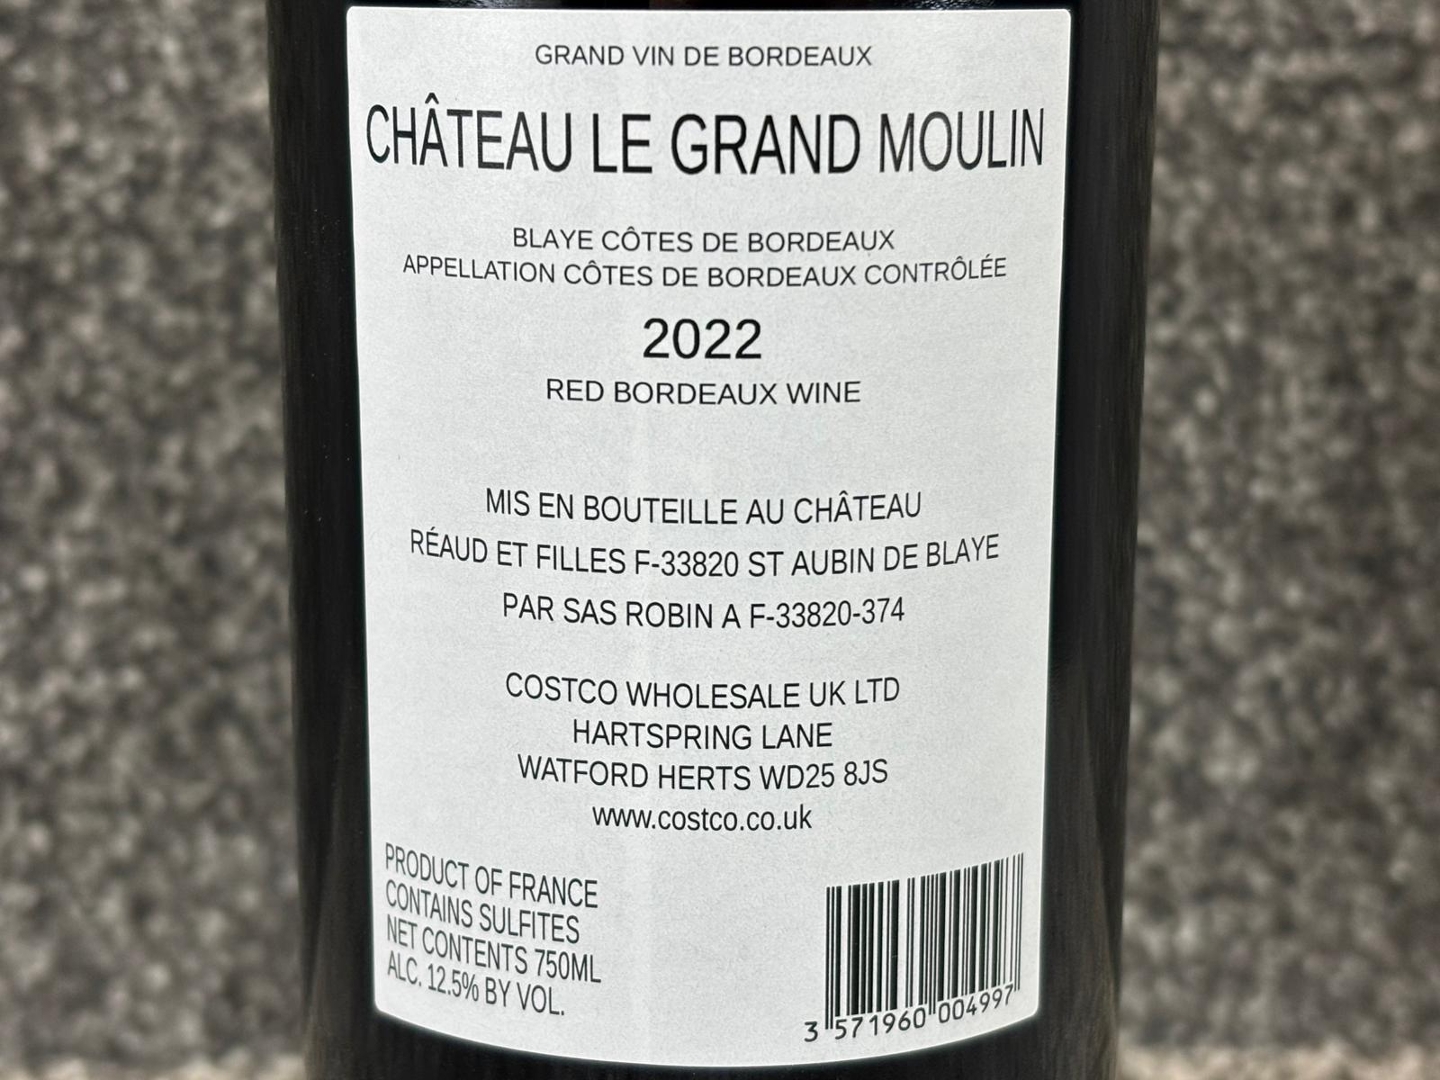 GRAND VIN DE BORDEAUX
CHÂTEAU LE GRAND MOULIN
BLAYE CÔTES DE BORDEAUX
APPELLATION CÔTES DE BORDEAUX CONTRÔLÉE
2022
RED BORDEAUX WINE
MIS EN BOUTEILLE AU CHÂTEAU
RÉAUD ET FILLES F-33820 ST AUBIN DE BLAYE
PAR SAS ROBIN A F-33820-374
COSTCO WHOLESALE UK LTD
HARTSPRING LANE
WATFORD HERTS WD25 8JS
www.costco.co.uk
PRODUCT OF FRANCE
CONTAINS SULFITES
NET CONTENTS 750ML
ALC. 12.5% BY VOL.
3 571960 004997